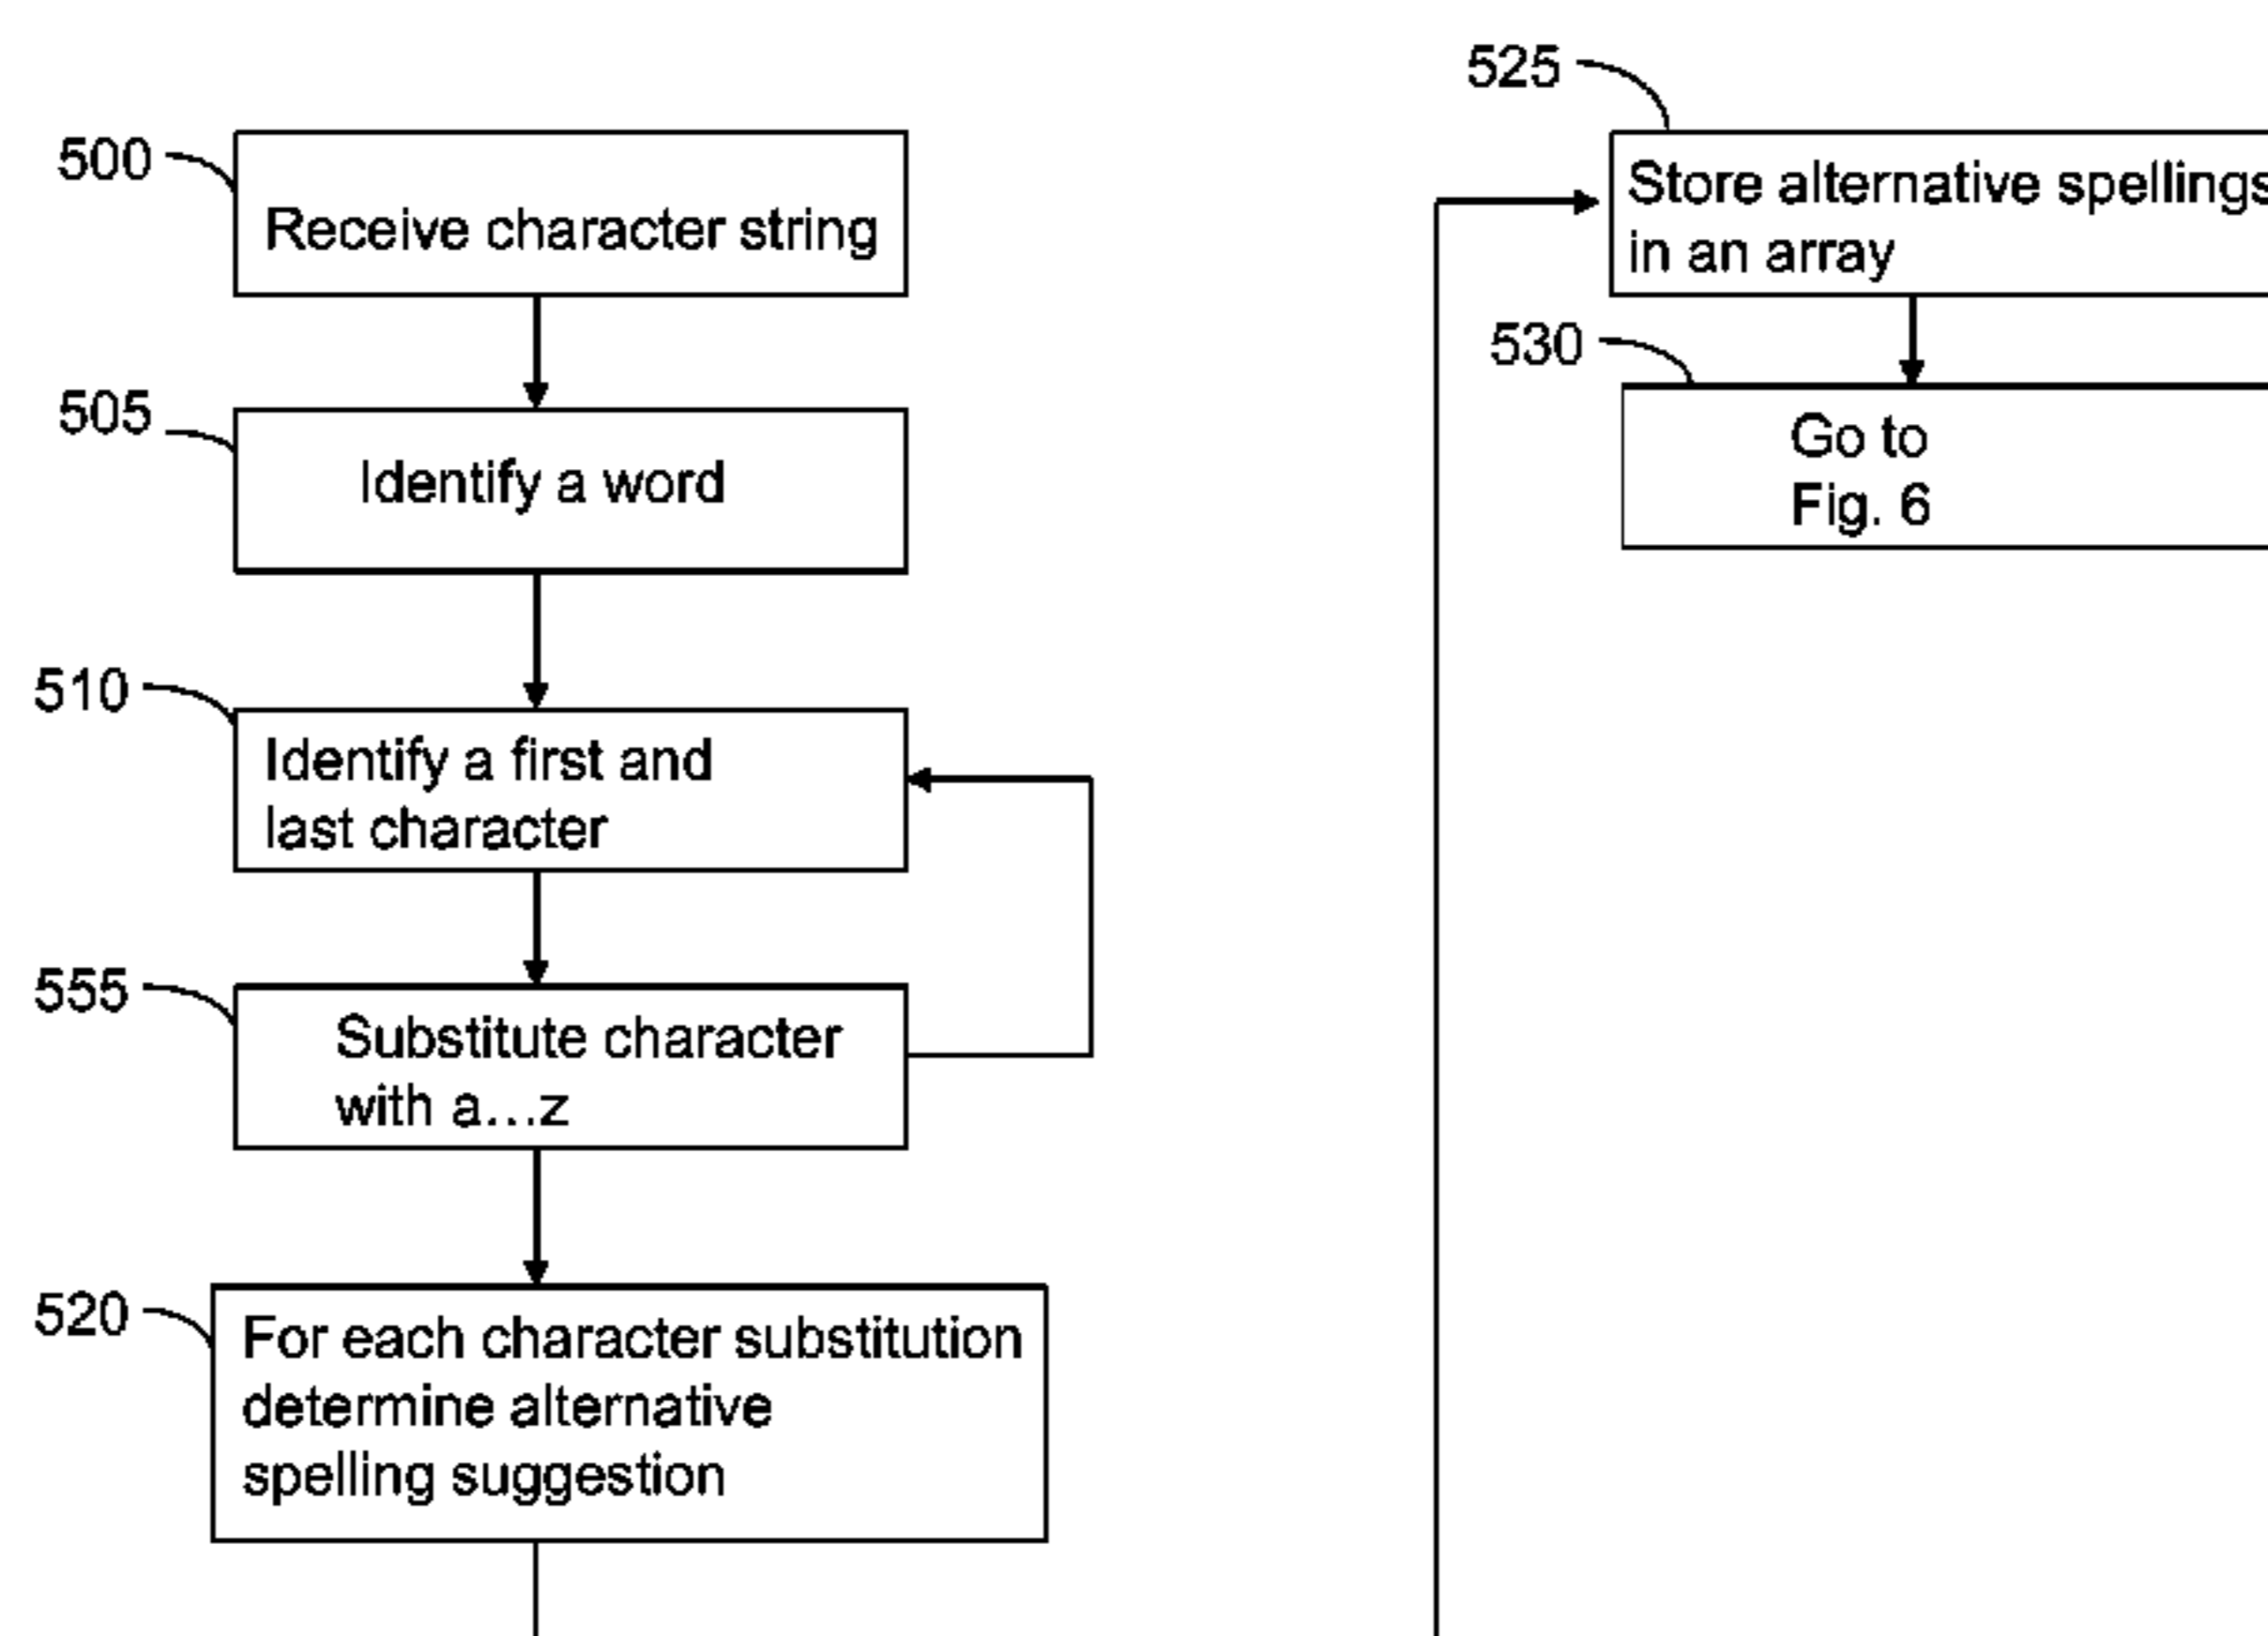 500
Receive character string
505
Identify a word
510
Identify a first and
last character
555
Substitute character
with a...z
520
For each character substitution
determine alternative
spelling suggestion
525
Store alternative spellings
in an array
530
Go to
Fig. 6